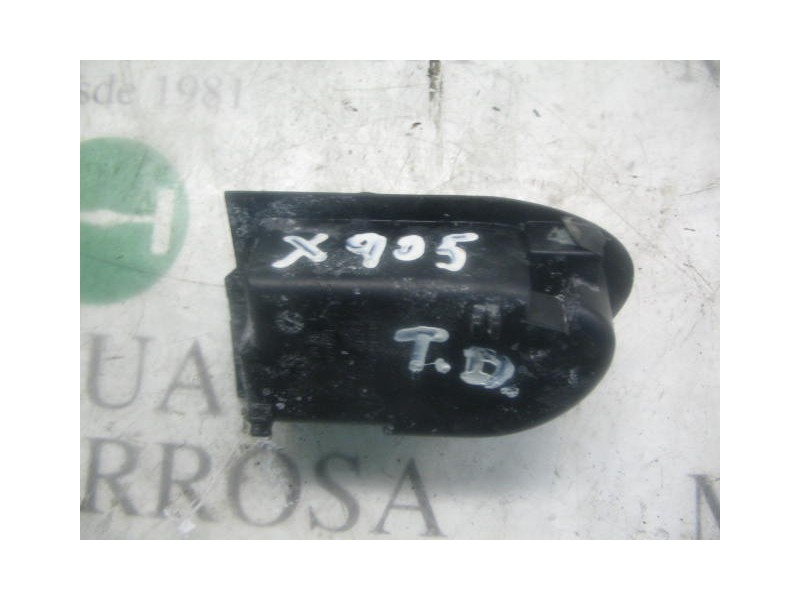 sde 1981
X905
T.D.
UA
RROSA